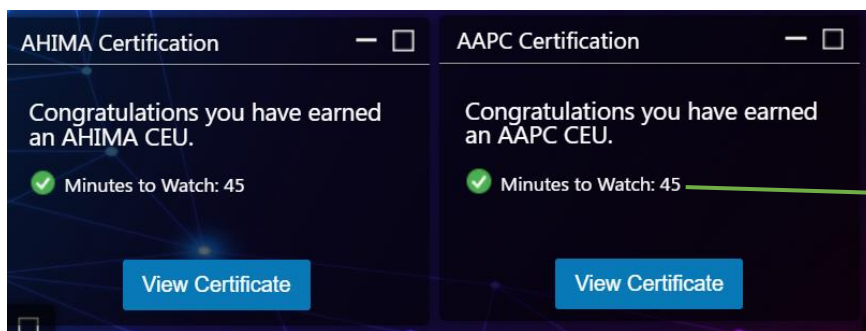 AHIMA Certification
Congratulations you have earned
an AHIMA CEU.
Minutes to Watch: 45
View Certificate
AAPC Certification
Congratulations you have earned
an AAPC CEU.
Minutes to Watch: 45
View Certificate